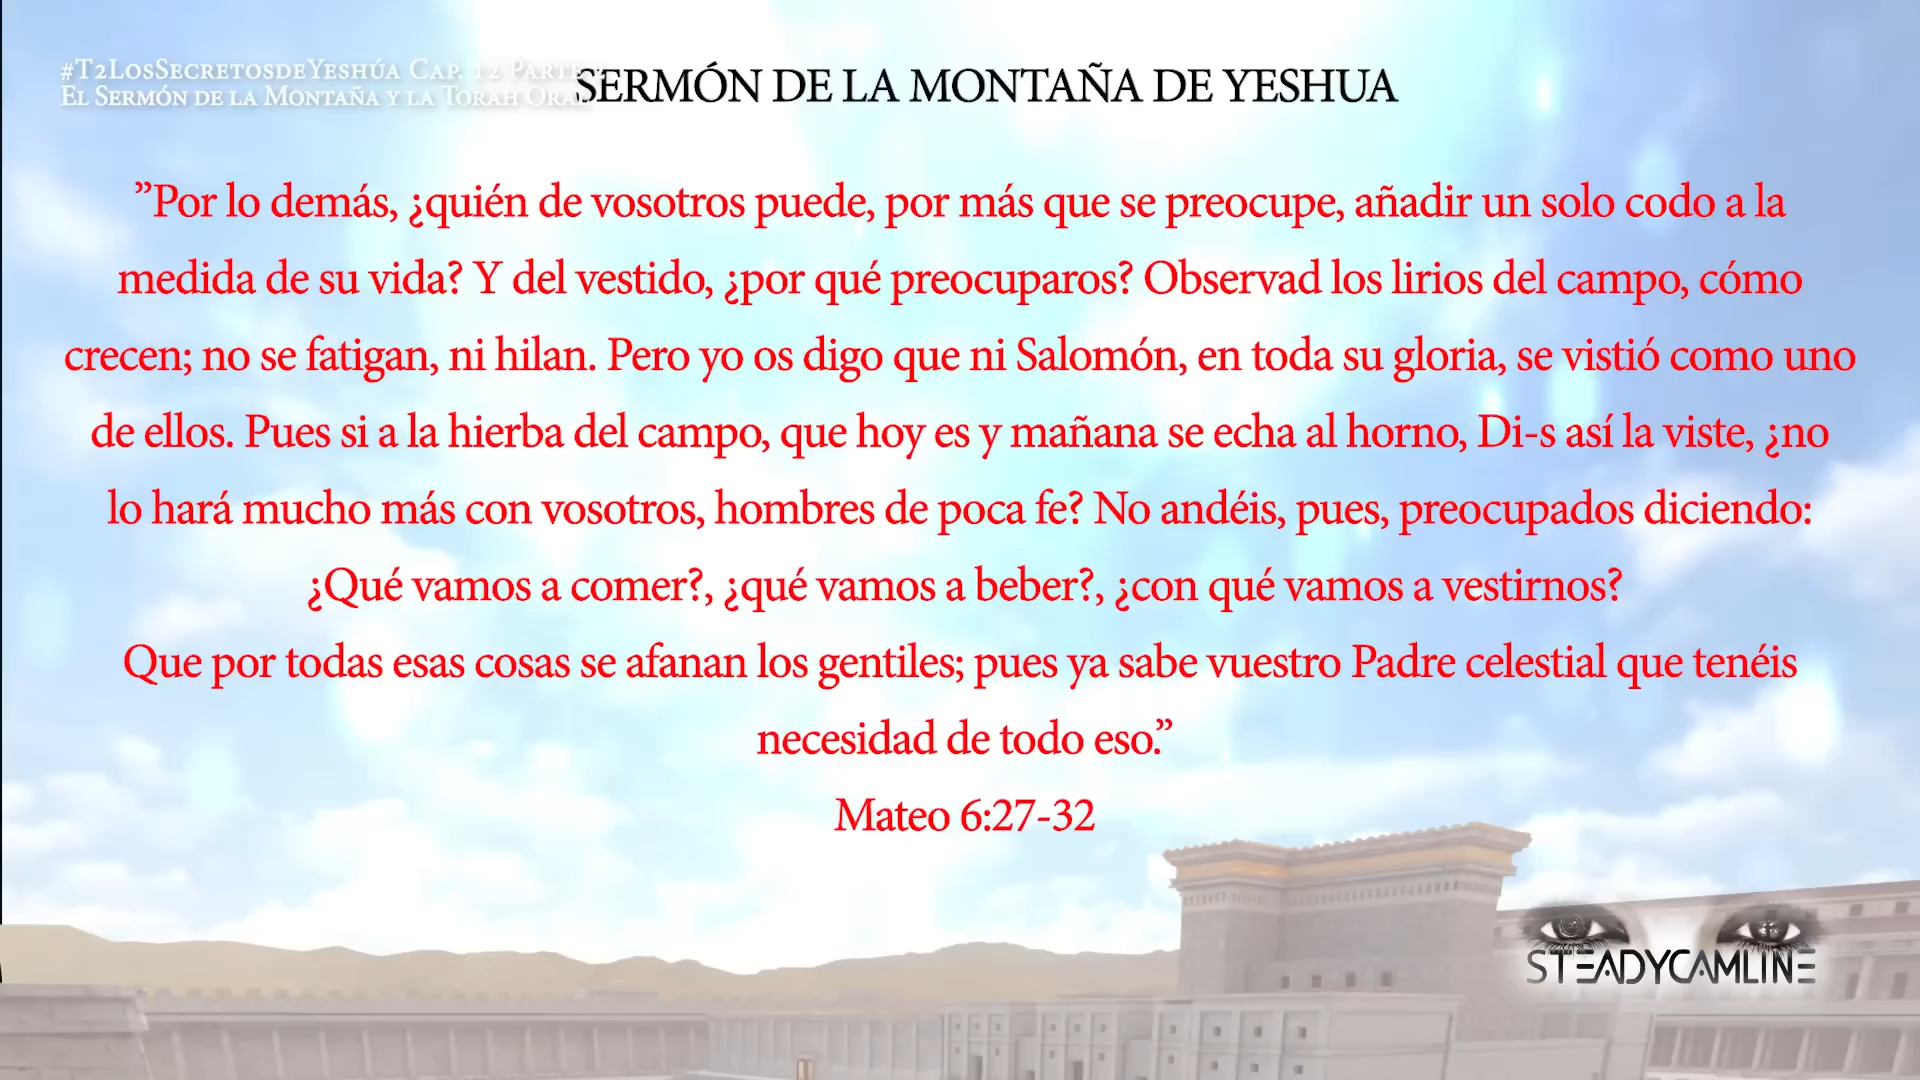 #T2LosSecretosdeYeshúa Cap. 12 Parte
El Sermón de la Montaña y la Torah Oral
SERMÓN DE LA MONTAÑA DE YESHUA
”Por lo demás, ¿quién de vosotros puede, por más que se preocupe, añadir un solo codo a la
medida de su vida? Y del vestido, ¿por qué preocuparos? Observad los lirios del campo, cómo
crecen; no se fatigan, ni hilan. Pero yo os digo que ni Salomón, en toda su gloria, se vistió como uno
de ellos. Pues si a la hierba del campo, que hoy es y mañana se echa al horno, Di-s así la viste, ¿no
lo hará mucho más con vosotros, hombres de poca fe? No andéis, pues, preocupados diciendo:
¿Qué vamos a comer?, ¿qué vamos a beber?, ¿con qué vamos a vestirnos?
Que por todas esas cosas se afanan los gentiles; pues ya sabe vuestro Padre celestial que tenéis
necesidad de todo eso.”
Mateo 6:27-32
STEADYCAMLINE